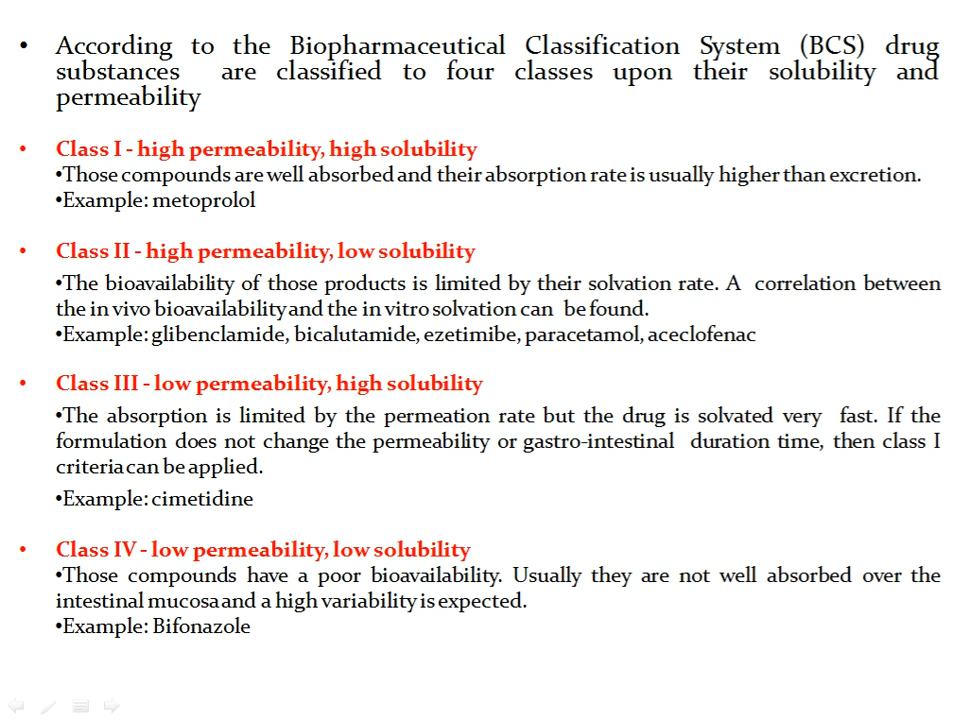 • According to the Biopharmaceutical Classification System (BCS) drug
substances are classified to four classes upon their solubility and
permeability
• Class I - high permeability, high solubility
•Those compounds are well absorbed and their absorption rate is usually higher than excretion.
•Example: metoprolol
• Class II - high permeability, low solubility
•The bioavailability of those products is limited by their solvation rate. A correlation between
the in vivo bioavailability and the in vitro solvation can be found.
•Example: glibenclamide, bicalutamide, ezetimibe, paracetamol, aceclofenac
• Class III - low permeability, high solubility
•The absorption is limited by the permeation rate but the drug is solvated very fast. If the
formulation does not change the permeability or gastro-intestinal duration time, then class I
criteria can be applied.
•Example: cimetidine
• Class IV - low permeability, low solubility
•Those compounds have a poor bioavailability. Usually they are not well absorbed over the
intestinal mucosa and a high variability is expected.
•Example: Bifonazole